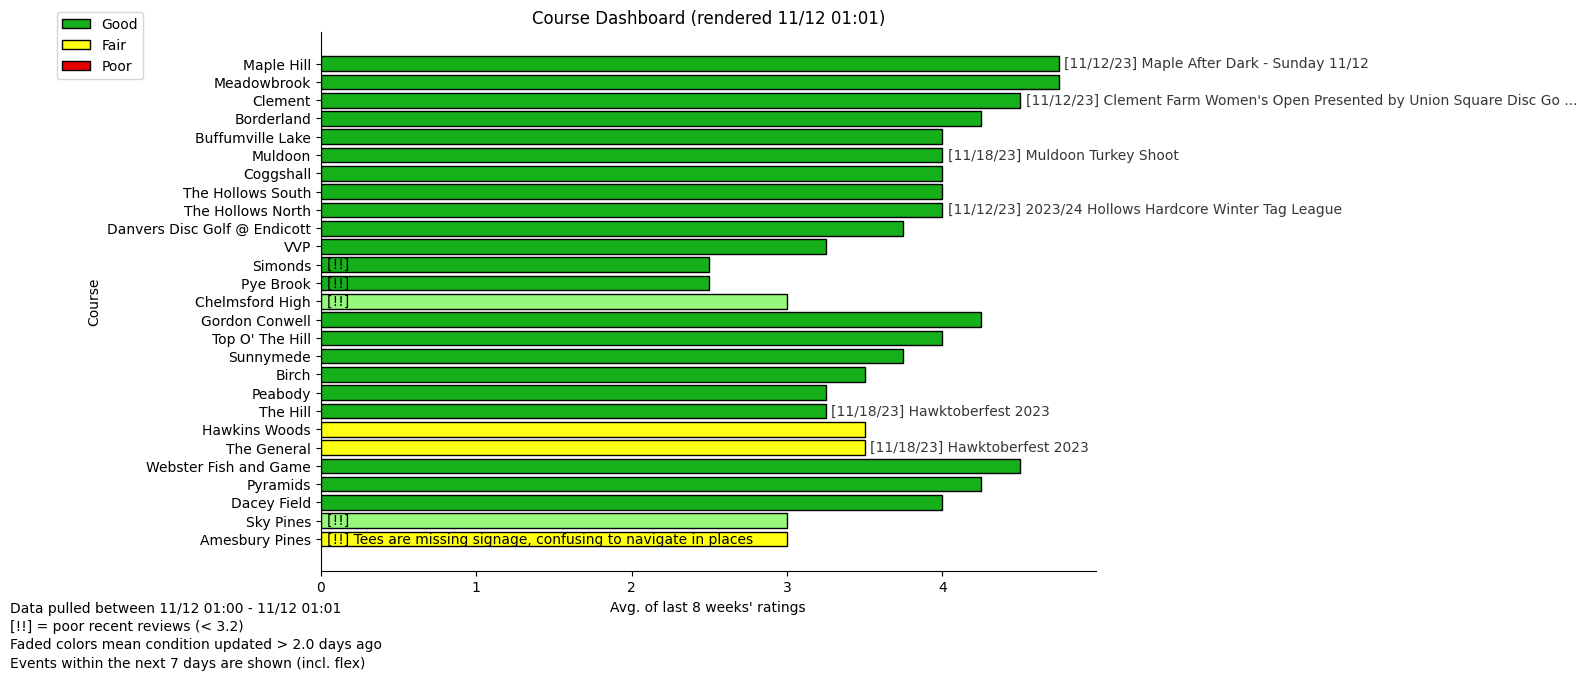 Course Dashboard (rendered 11/12 01:01)
Good
Fair
Poor
Course
Maple Hill [11/12/23] Maple After Dark - Sunday 11/12
Meadowbrook
Clement [11/12/23] Clement Farm Women's Open Presented by Union Square Disc Go ...
Borderland
Buffumville Lake
Muldoon [11/18/23] Muldoon Turkey Shoot
Coggshall
The Hollows South
The Hollows North [11/12/23] 2023/24 Hollows Hardcore Winter Tag League
Danvers Disc Golf @ Endicott
VVP
Simonds [!!]
Pye Brook [!!]
Chelmsford High [!!]
Gordon Conwell
Top O' The Hill
Sunnymede
Birch
Peabody
The Hill [11/18/23] Hawktoberfest 2023
Hawkins Woods
The General [11/18/23] Hawktoberfest 2023
Webster Fish and Game
Pyramids
Dacey Field
Sky Pines [!!]
Amesbury Pines [!!] Tees are missing signage, confusing to navigate in places
0 1 2 3 4
Avg. of last 8 weeks' ratings
Data pulled between 11/12 01:00 - 11/12 01:01
[!!] = poor recent reviews (< 3.2)
Faded colors mean condition updated > 2.0 days ago
Events within the next 7 days are shown (incl. flex)